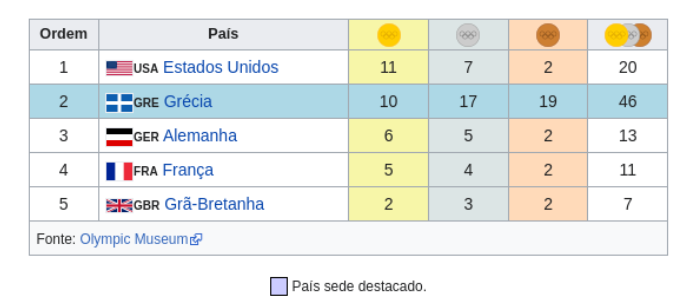 Ordem País
1 USA Estados Unidos 11 7 2 20
2 GRE Grécia 10 17 19 46
3 GER Alemanha 6 5 2 13
4 FRA França 5 4 2 11
5 GBR Grã-Bretanha 2 3 2 7
Fonte: Olympic Museum
País sede destacado.